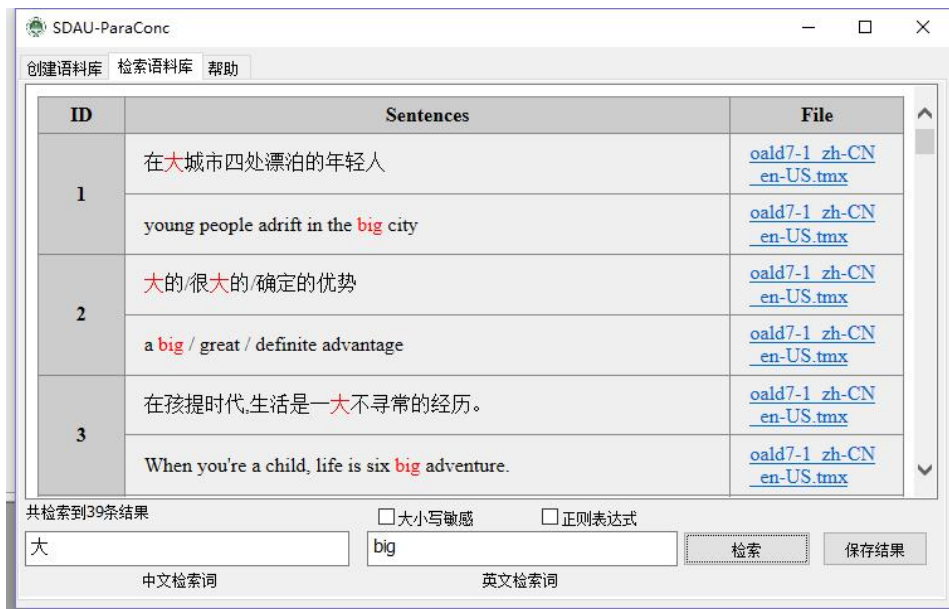 SDAU-ParaConc
创建语料库 检索语料库 帮助
ID Sentences File
1
在大城市四处漂泊的年轻人
oald7-1_zh-CN
_en-US.tmx
young people adrift in the big city
oald7-1_zh-CN
_en-US.tmx
2
大的/很大的/确定的优势
oald7-1_zh-CN
_en-US.tmx
a big / great / definite advantage
oald7-1_zh-CN
_en-US.tmx
3
在孩提时代,生活是一大不寻常的经历。
oald7-1_zh-CN
_en-US.tmx
When you're a child, life is six big adventure.
oald7-1_zh-CN
_en-US.tmx
共检索到39条结果
大小写敏感 正则表达式
大 big 检索 保存结果
中文检索词 英文检索词